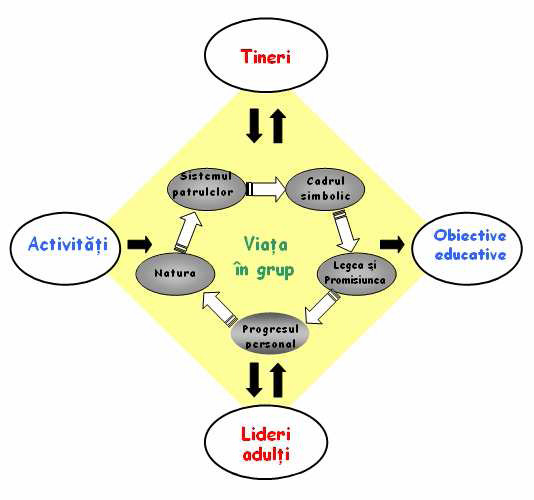 Tineri
Sistemul
patrulelor
Cadrul
simbolic
Activități
Viața
în grup
Obiective
educative
Natura
Legea și
Promisiunea
Progresul
personal
Lideri
adulți